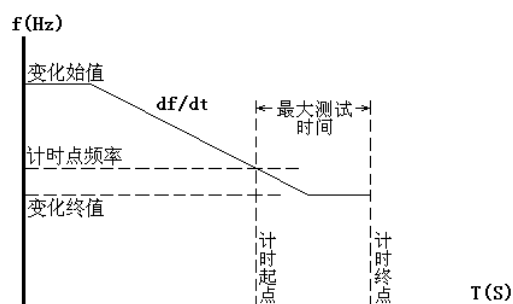 f(Hz)
变化始值
df/dt
最大测试
时间
计时点频率
变化终值
计时起点
计时终点
T(S)